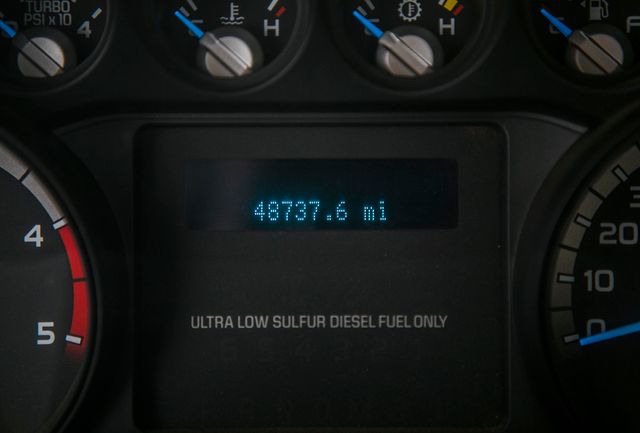 TURBO
PSI x 10
4
C H
C H
E F
48737.6 mi
4
5
20
10
0
ULTRA LOW SULFUR DIESEL FUEL ONLY